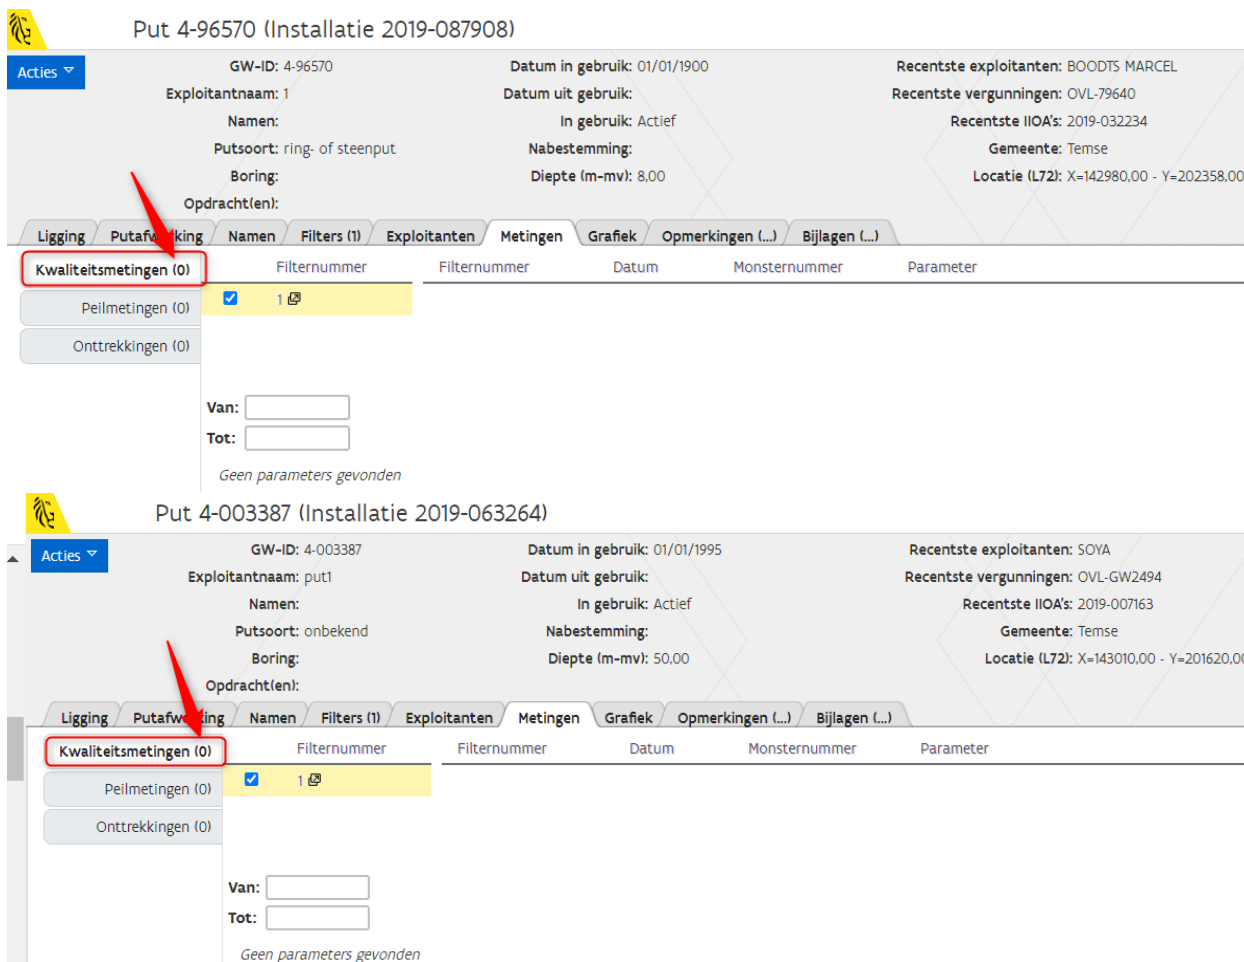 Put 4-96570 (Installatie 2019-087908)
Acties
GW-ID: 4-96570 Datum in gebruik: 01/01/1900 Recentste exploitanten: BOODTS MARCEL
Exploitantnaam: 1 Datum uit gebruik: Recentste vergunningen: OVL-79640
Namen: In gebruik: Actief Recentste IIOA's: 2019-032234
Putsoort: ring- of steenput Nabestemming: Gemeente: Temse
Boring: Diepte (m-mv): 8,00 Locatie (L72): X=142980,00 - Y=202358,00
Opdracht(en):
Ligging Putafwerking Namen Filters (1) Exploitanten Metingen Grafiek Opmerkingen (...) Bijlagen (...)
Kwaliteitsmetingen (0) Filternummer Filternummer Datum Monsternummer Parameter
Peilmetingen (0) 1
Onttrekkingen (0)
Van:
Tot:
Geen parameters gevonden
Put 4-003387 (Installatie 2019-063264)
Acties
GW-ID: 4-003387 Datum in gebruik: 01/01/1995 Recentste exploitanten: SOYA
Exploitantnaam: put1 Datum uit gebruik: Recentste vergunningen: OVL-GW2494
Namen: In gebruik: Actief Recentste IIOA's: 2019-007163
Putsoort: onbekend Nabestemming: Gemeente: Temse
Boring: Diepte (m-mv): 50,00 Locatie (L72): X=143010,00 - Y=201620,00
Opdracht(en):
Ligging Putafwerking Namen Filters (1) Exploitanten Metingen Grafiek Opmerkingen (...) Bijlagen (...)
Kwaliteitsmetingen (0) Filternummer Filternummer Datum Monsternummer Parameter
Peilmetingen (0) 1
Onttrekkingen (0)
Van:
Tot:
Geen parameters gevonden